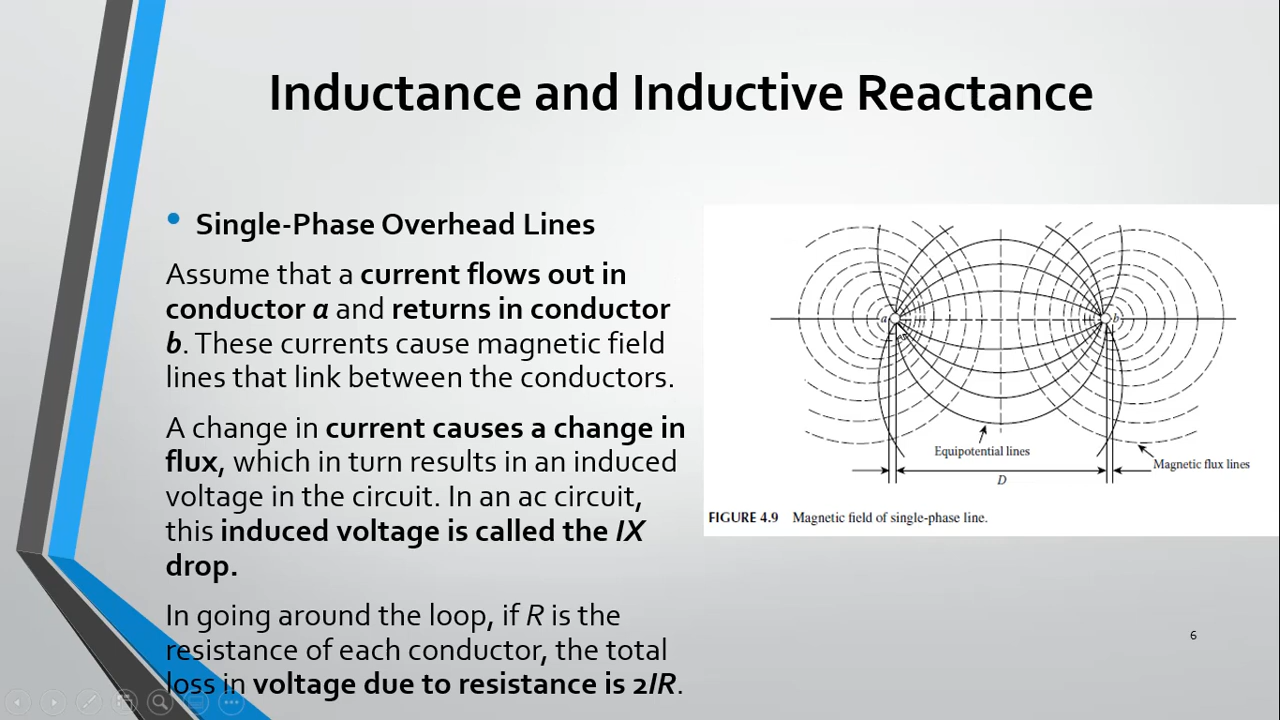 Inductance and Inductive Reactance
• Single-Phase Overhead Lines
Assume that a current flows out in
conductor a and returns in conductor
b. These currents cause magnetic field
lines that link between the conductors.
A change in current causes a change in
flux, which in turn results in an induced
voltage in the circuit. In an ac circuit,
this induced voltage is called the IX
drop.
In going around the loop, if R is the
resistance of each conductor, the total
loss in voltage due to resistance is 2IR.
a
b
Equipotential lines
Magnetic flux lines
D
FIGURE 4.9 Magnetic field of single-phase line.
6